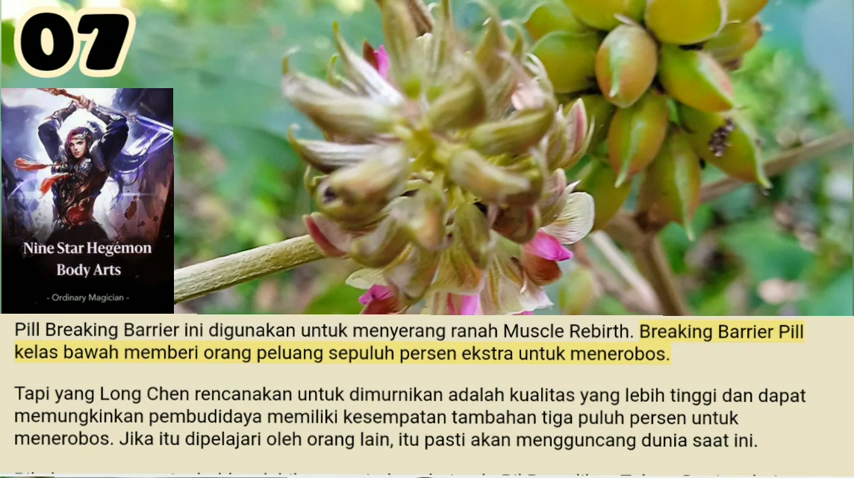 07
Nine Star Hegemon
Body Arts
- Ordinary Magician -
Pill Breaking Barrier ini digunakan untuk menyerang ranah Muscle Rebirth. Breaking Barrier Pill
kelas bawah memberi orang peluang sepuluh persen ekstra untuk menerobos.
Tapi yang Long Chen rencanakan untuk dimurnikan adalah kualitas yang lebih tinggi dan dapat
memungkinkan pembudidaya memiliki kesempatan tambahan tiga puluh persen untuk
menerobos. Jika itu dipelajari oleh orang lain, itu pasti akan mengguncang dunia saat ini.